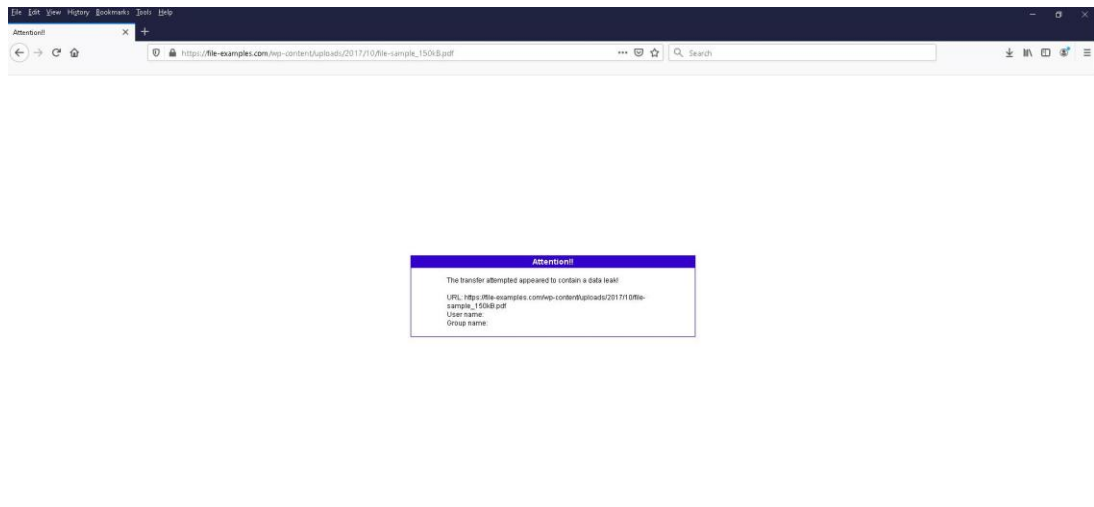 File Edit View History Bookmarks Tools Help
Attention!!
https://file-examples.com/wp-content/uploads/2017/10/file-sample_150kB.pdf
Search
Attention!!
The transfer attempted appeared to contain a data leak!
URL: https://file-examples.com/wp-content/uploads/2017/10/file-
sample_150kB.pdf
User name:
Group name: